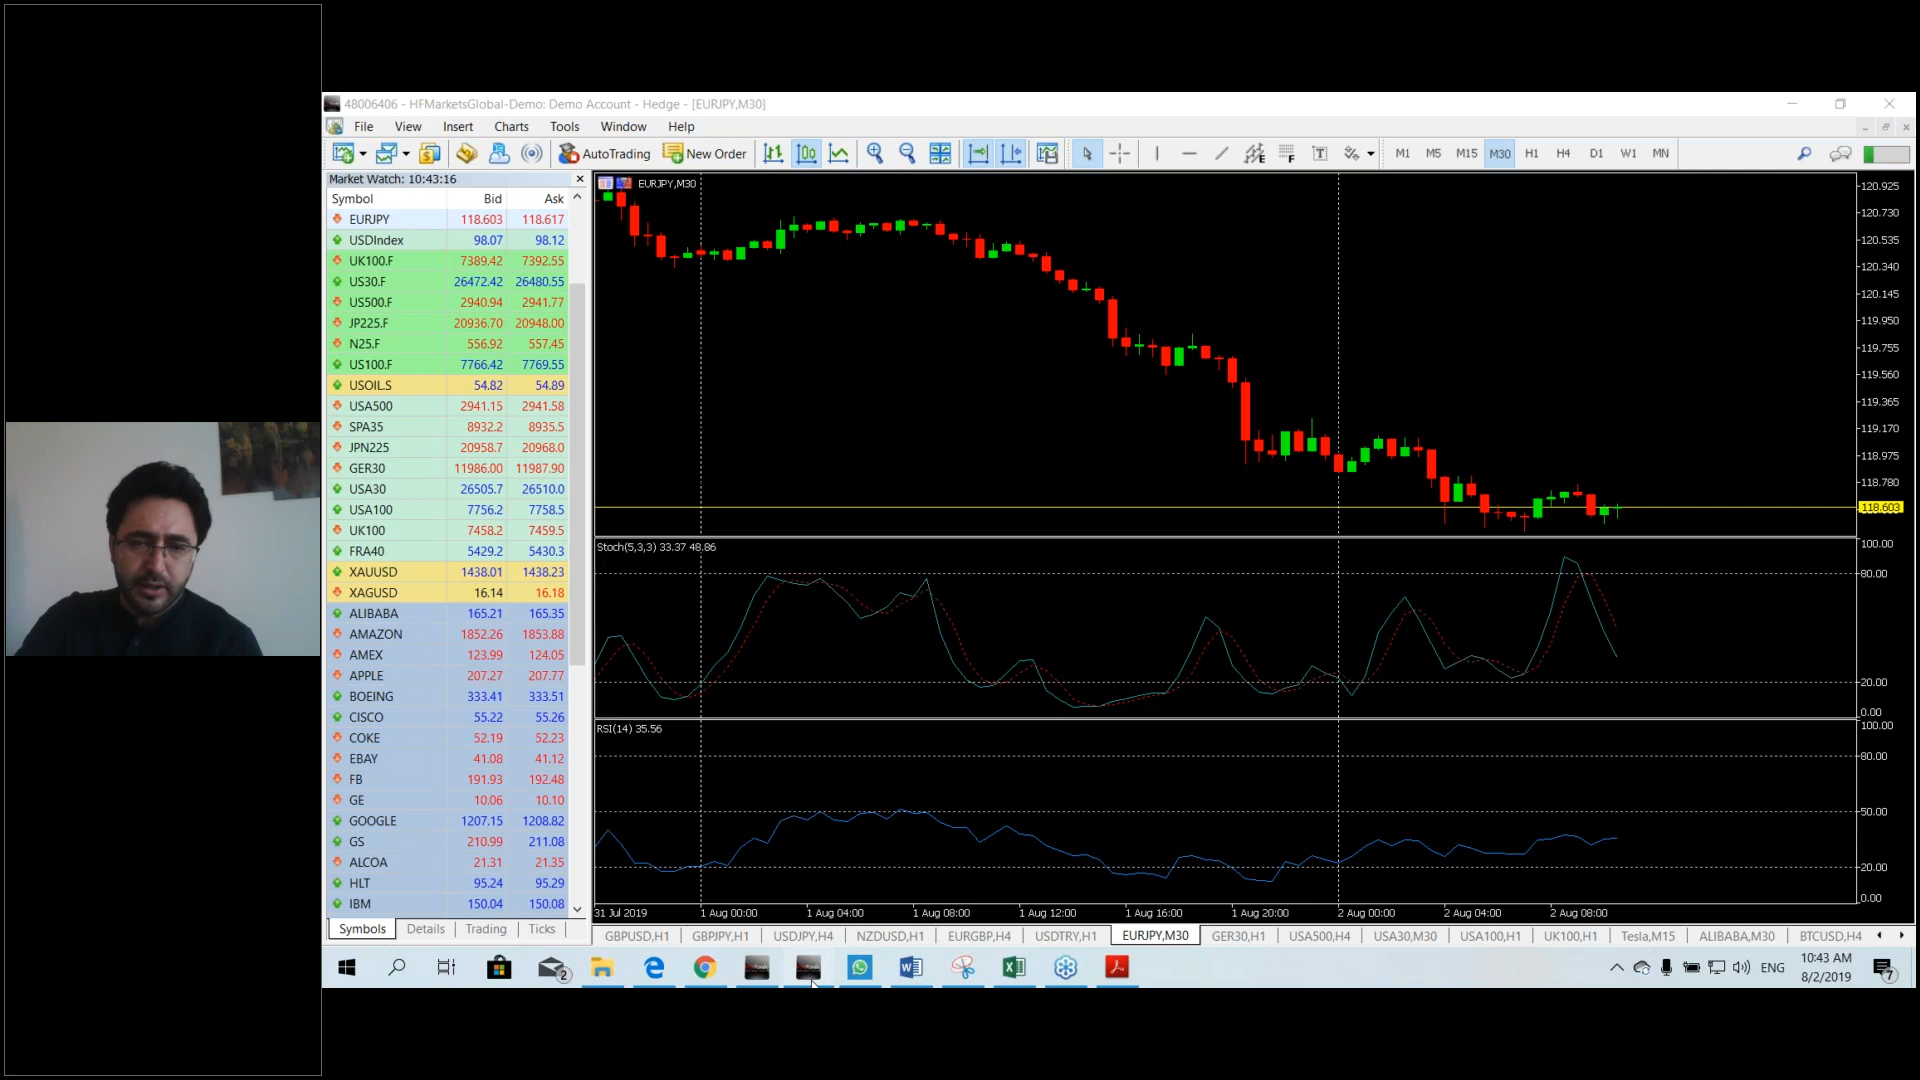 48006406 - HFMarketsGlobal-Demo: Demo Account - Hedge - [EURJPY,M30]
File View Insert Charts Tools Window Help
AutoTrading New Order M1 M5 M15 M30 H1 H4 D1 W1 MN
Market Watch: 10:43:16
Symbol Bid Ask
EURJPY 118.603 118.617
USDIndex 98.07 98.12
UK100.F 7389.42 7392.55
US30.F 26472.42 26480.55
US500.F 2940.94 2941.77
JP225.F 20936.70 20948.00
N25.F 556.92 557.45
US100.F 7766.42 7769.55
USOIL.S 54.82 54.89
USA500 2941.15 2941.58
SPA35 8932.2 8935.5
JPN225 20958.7 20968.0
GER30 11986.00 11987.90
USA30 26505.7 26510.0
USA100 7756.2 7758.5
UK100 7458.2 7459.5
FRA40 5429.2 5430.3
XAUUSD 1438.01 1438.23
XAGUSD 16.14 16.18
ALIBABA 165.21 165.35
AMAZON 1852.26 1853.88
AMEX 123.99 124.05
APPLE 207.27 207.77
BOEING 333.41 333.51
CISCO 55.22 55.26
COKE 52.19 52.23
EBAY 41.08 41.12
FB 191.93 192.48
GE 10.06 10.10
GOOGLE 1207.15 1208.82
GS 210.99 211.08
ALCOA 21.31 21.35
HLT 95.24 95.29
IBM 150.04 150.08
Symbols Details Trading Ticks
EURJPY,M30
120.925
120.730
120.535
120.340
120.145
119.950
119.755
119.560
119.365
119.170
118.975
118.780
118.603
Stoch(5,3,3) 33.37 48.86
100.00
80.00
20.00
0.00
RSI(14) 35.56
100.00
80.00
50.00
20.00
0.00
31 Jul 2019 1 Aug 00:00 1 Aug 04:00 1 Aug 08:00 1 Aug 12:00 1 Aug 16:00 1 Aug 20:00 2 Aug 00:00 2 Aug 04:00 2 Aug 08:00
GBPUSD,H1 GBPJPY,H1 USDJPY,H4 NZDUSD,H1 EURGBP,H4 USDTRY,H1 EURJPY,M30 GER30,H1 USA500,H4 USA30,M30 USA100,H1 UK100,H1 Tesla,M15 ALIBABA,M30 BTCUSD,H4
2
ENG
10:43 AM
8/2/2019
7